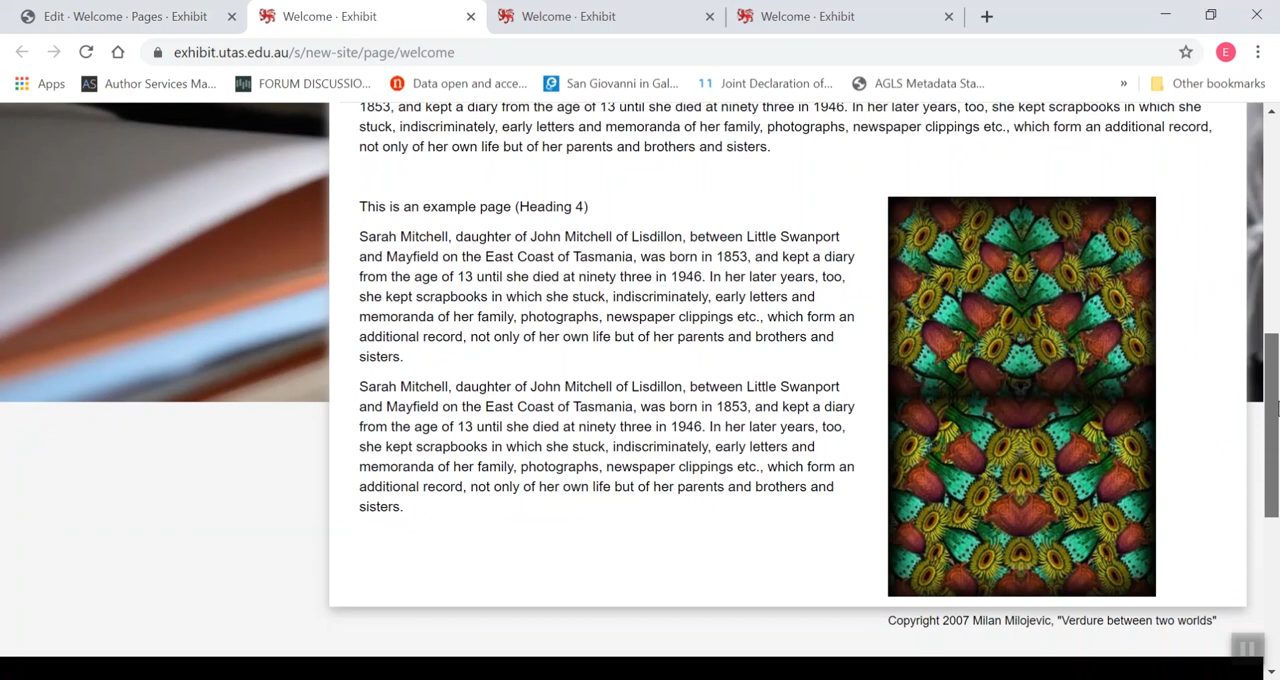 Edit · Welcome · Pages · Exhibit
Welcome · Exhibit
Welcome · Exhibit
Welcome · Exhibit
exhibit.utas.edu.au/s/new-site/page/welcome
E
Apps
AS Author Services Ma...
FORUM DISCUSSIO...
n Data open and acce...
San Giovanni in Gal...
11 Joint Declaration of...
AGLS Metadata Sta...
»
Other bookmarks
1853, and kept a diary from the age of 13 until she died at ninety three in 1946. In her later years, too, she kept scrapbooks in which she
stuck, indiscriminately, early letters and memoranda of her family, photographs, newspaper clippings etc., which form an additional record,
not only of her own life but of her parents and brothers and sisters.
This is an example page (Heading 4)
Sarah Mitchell, daughter of John Mitchell of Lisdillon, between Little Swanport
and Mayfield on the East Coast of Tasmania, was born in 1853, and kept a diary
from the age of 13 until she died at ninety three in 1946. In her later years, too,
she kept scrapbooks in which she stuck, indiscriminately, early letters and
memoranda of her family, photographs, newspaper clippings etc., which form an
additional record, not only of her own life but of her parents and brothers and
sisters.
Sarah Mitchell, daughter of John Mitchell of Lisdillon, between Little Swanport
and Mayfield on the East Coast of Tasmania, was born in 1853, and kept a diary
from the age of 13 until she died at ninety three in 1946. In her later years, too,
she kept scrapbooks in which she stuck, indiscriminately, early letters and
memoranda of her family, photographs, newspaper clippings etc., which form an
additional record, not only of her own life but of her parents and brothers and
sisters.
Copyright 2007 Milan Milojevic, "Verdure between two worlds"